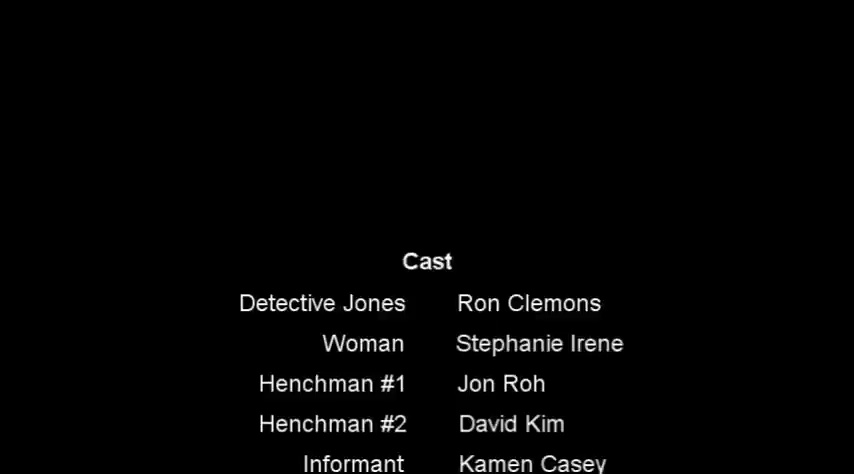 Cast
Detective Jones Ron Clemons
Woman Stephanie Irene
Henchman #1 Jon Roh
Henchman #2 David Kim
Informant Kamen Casey